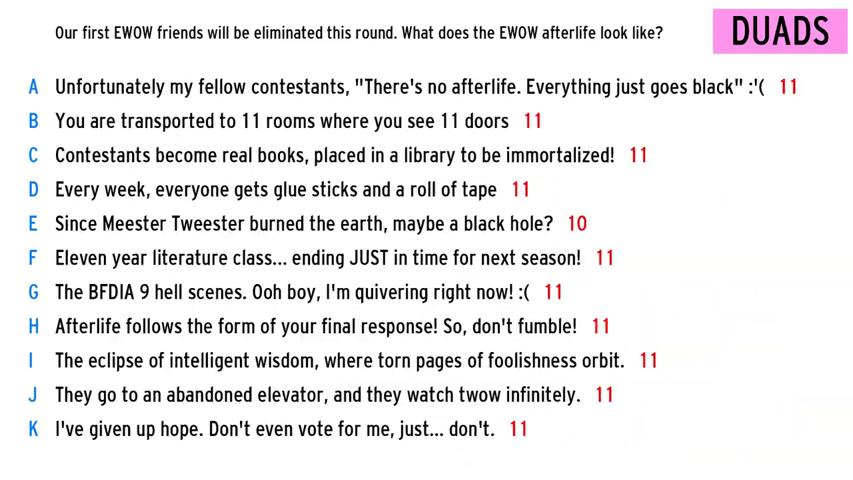 Our first EWOW friends will be eliminated this round. What does the EWOW afterlife look like?
DUADS
A Unfortunately my fellow contestants, "There's no afterlife. Everything just goes black" :'( 11
B You are transported to 11 rooms where you see 11 doors 11
C Contestants become real books, placed in a library to be immortalized! 11
D Every week, everyone gets glue sticks and a roll of tape 11
E Since Meester Tweester burned the earth, maybe a black hole? 10
F Eleven year literature class... ending JUST in time for next season! 11
G The BFDIA 9 hell scenes. Ooh boy, I'm quivering right now! :( 11
H Afterlife follows the form of your final response! So, don't fumble! 11
I The eclipse of intelligent wisdom, where torn pages of foolishness orbit. 11
J They go to an abandoned elevator, and they watch twow infinitely. 11
K I've given up hope. Don't even vote for me, just... don't. 11